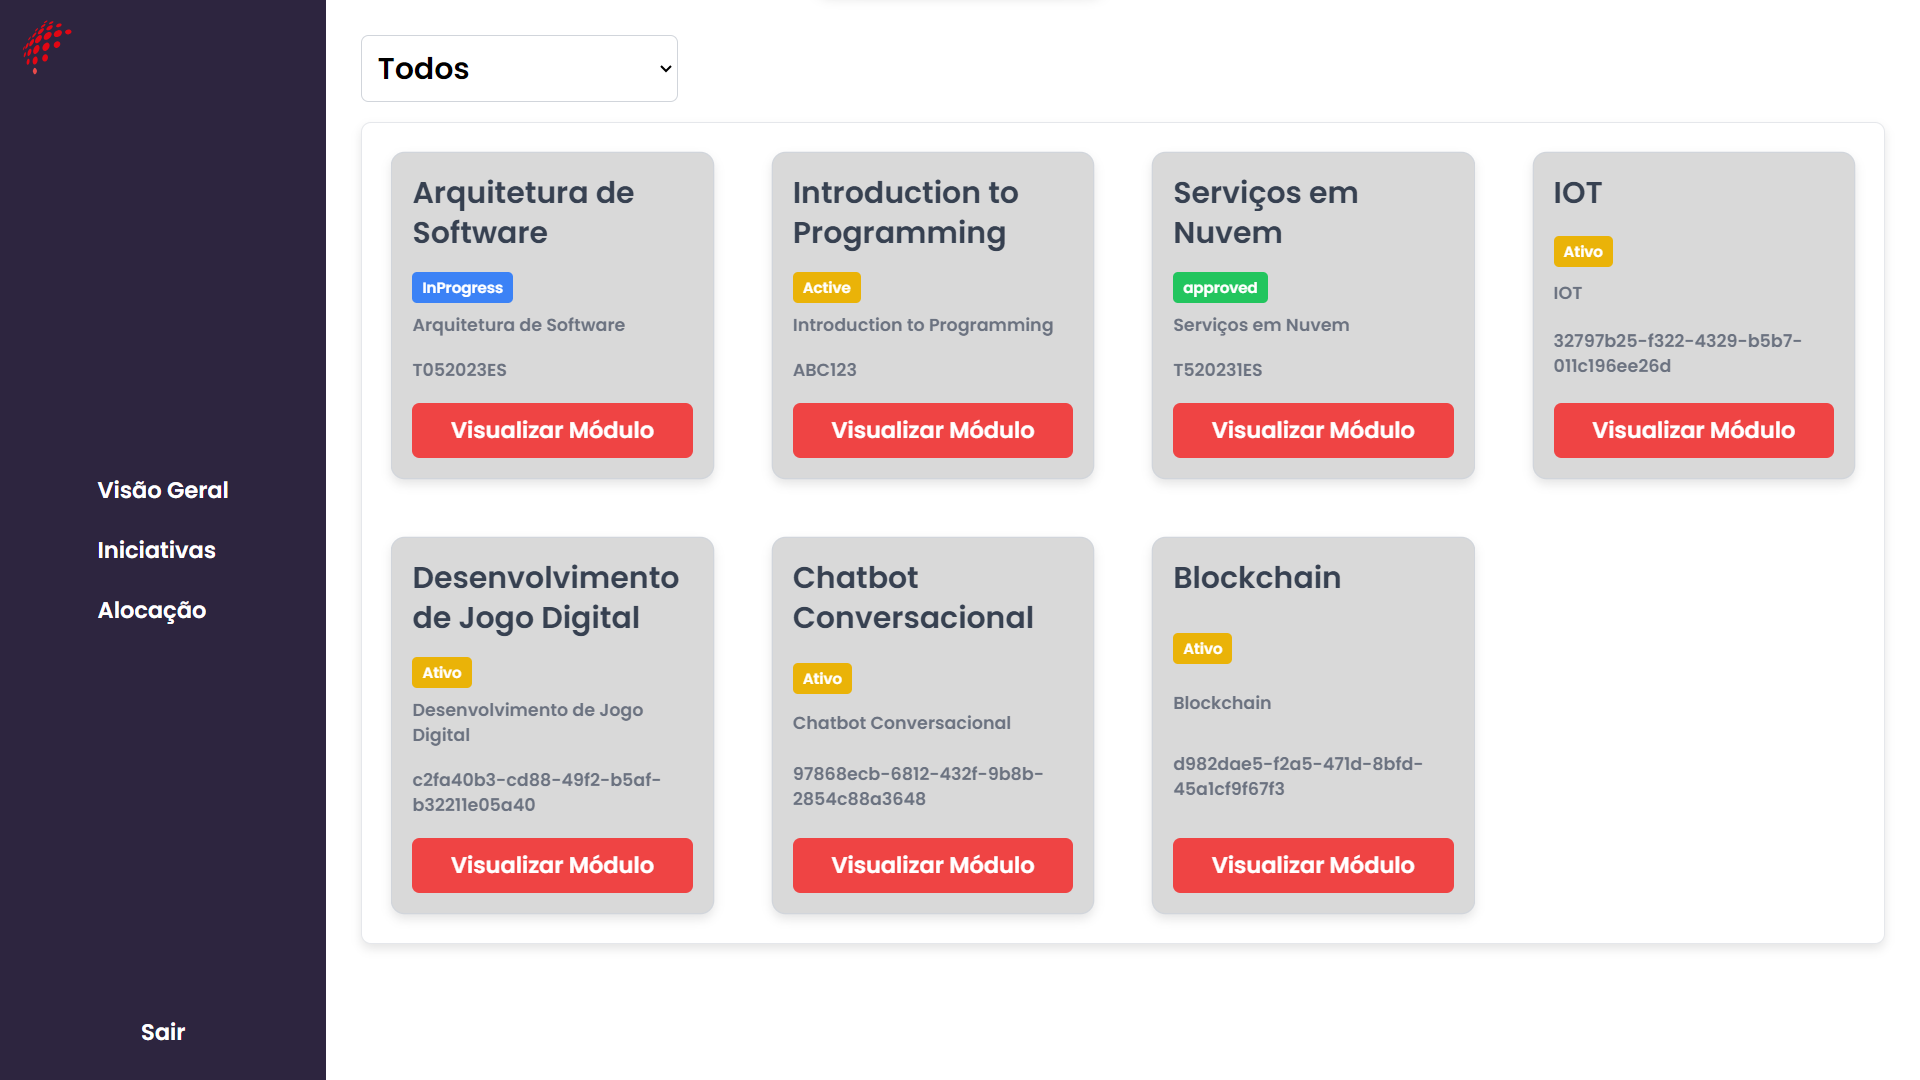 Todos
Arquitetura de
Software
InProgress
Arquitetura de Software
T052023ES
Visualizar Módulo
Introduction to
Programming
Active
Introduction to Programming
ABC123
Visualizar Módulo
Serviços em
Nuvem
approved
Serviços em Nuvem
T520231ES
Visualizar Módulo
IOT
Ativo
IOT
32797b25-f322-4329-b5b7-
011c196ee26d
Visualizar Módulo
Visão Geral
Iniciativas
Alocação
Desenvolvimento
de Jogo Digital
Ativo
Desenvolvimento de Jogo
Digital
c2fa40b3-cd88-49f2-b5af-
b32211e05a40
Visualizar Módulo
Chatbot
Conversacional
Ativo
Chatbot Conversacional
97868ecb-6812-432f-9b8b-
2854c88a3648
Visualizar Módulo
Blockchain
Ativo
Blockchain
d982dae5-f2a5-471d-8bfd-
45a1cf9f67f3
Visualizar Módulo
Sair